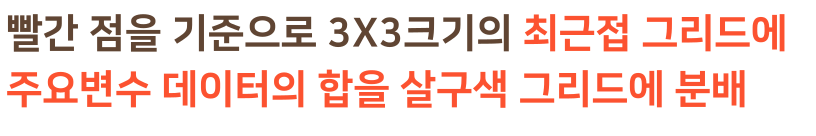 빨간 점을 기준으로 3X3크기의 최근접 그리드에
주요변수 데이터의 합을 살구색 그리드에 분배